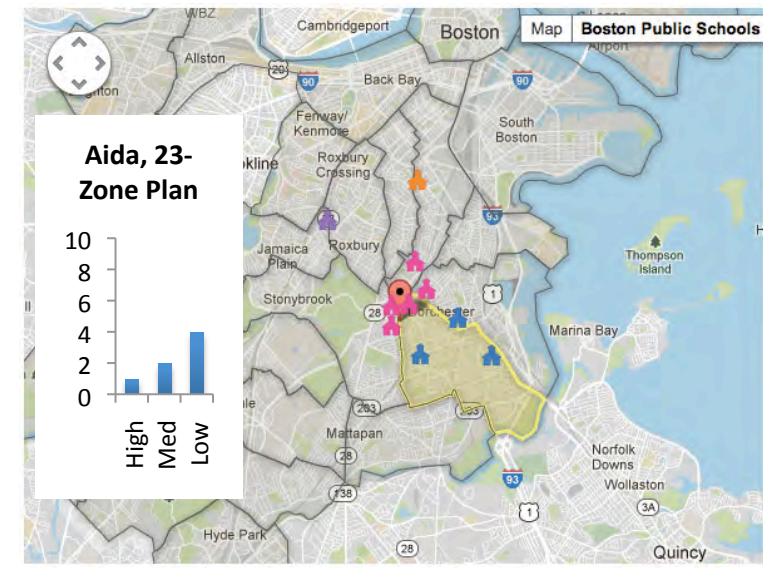 WBZ
Cambridgeport
Boston
Map
Boston Public Schools
Airport
Allston
20
90
Back Bay
90
Fenway/
Kenmore
South
Boston
Aida, 23-
Zone Plan
Roxbury
Crossing
93
Jamaica
Plain
Roxbury
Thompson
Island
10
8
6
4
2
0
High
Med
Low
Stonybrook
28
1
Dorchester
Marina Bay
203
Mattapan
28
138
93
Norfolk
Downs
Wollaston
3A
1
Hyde Park
28
Quincy